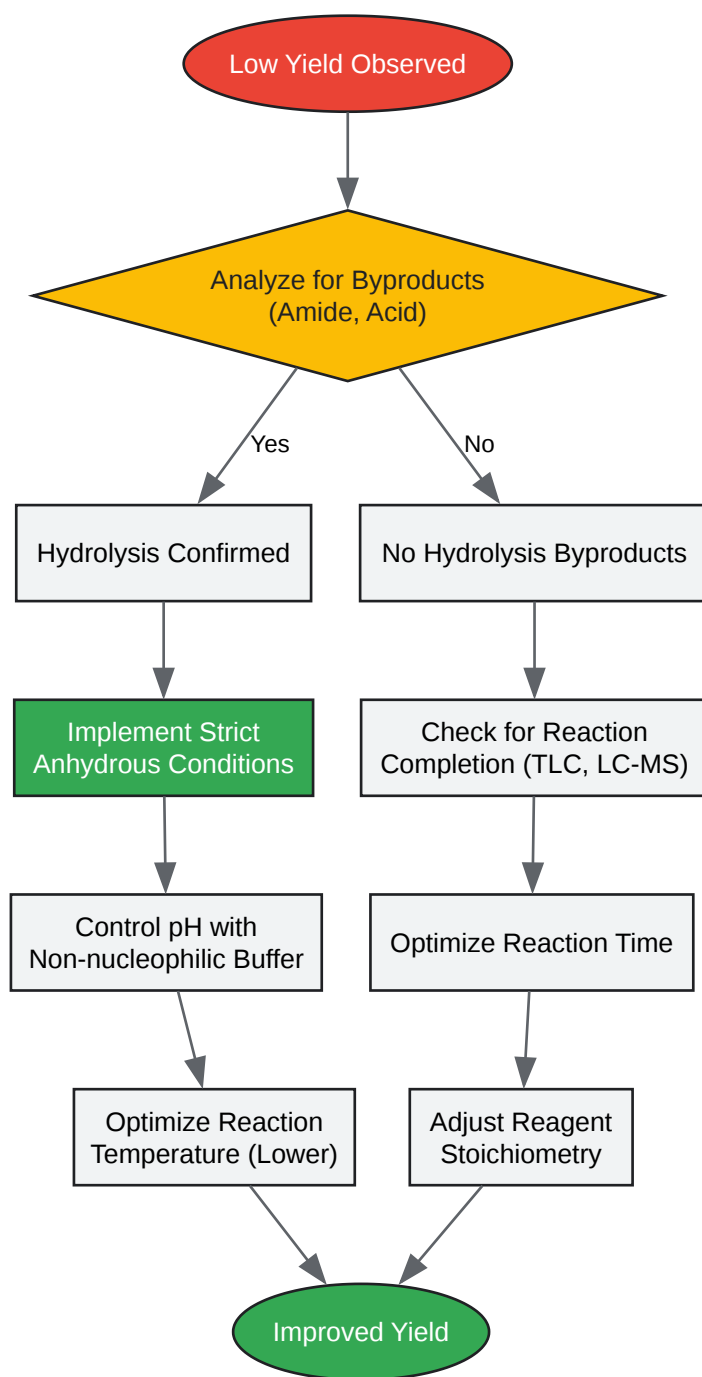 Low Yield Observed
Analyze for Byproducts
(Amide, Acid)
Yes
No
Hydrolysis Confirmed
No Hydrolysis Byproducts
Implement Strict
Anhydrous Conditions
Check for Reaction
Completion (TLC, LC-MS)
Control pH with
Non-nucleophilic Buffer
Optimize Reaction Time
Optimize Reaction
Temperature (Lower)
Adjust Reagent
Stoichiometry
Improved Yield